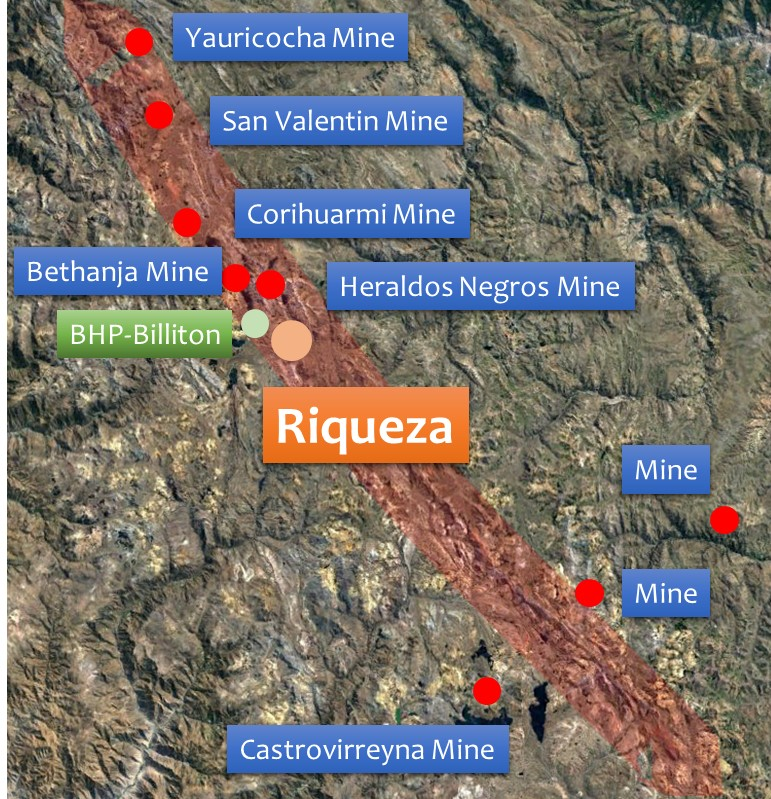 Yauricocha Mine
San Valentin Mine
Corihuarmi Mine
Bethanja Mine
Heraldos Negros Mine
BHP-Billiton
Riqueza
Mine
Mine
Castrovirreyna Mine